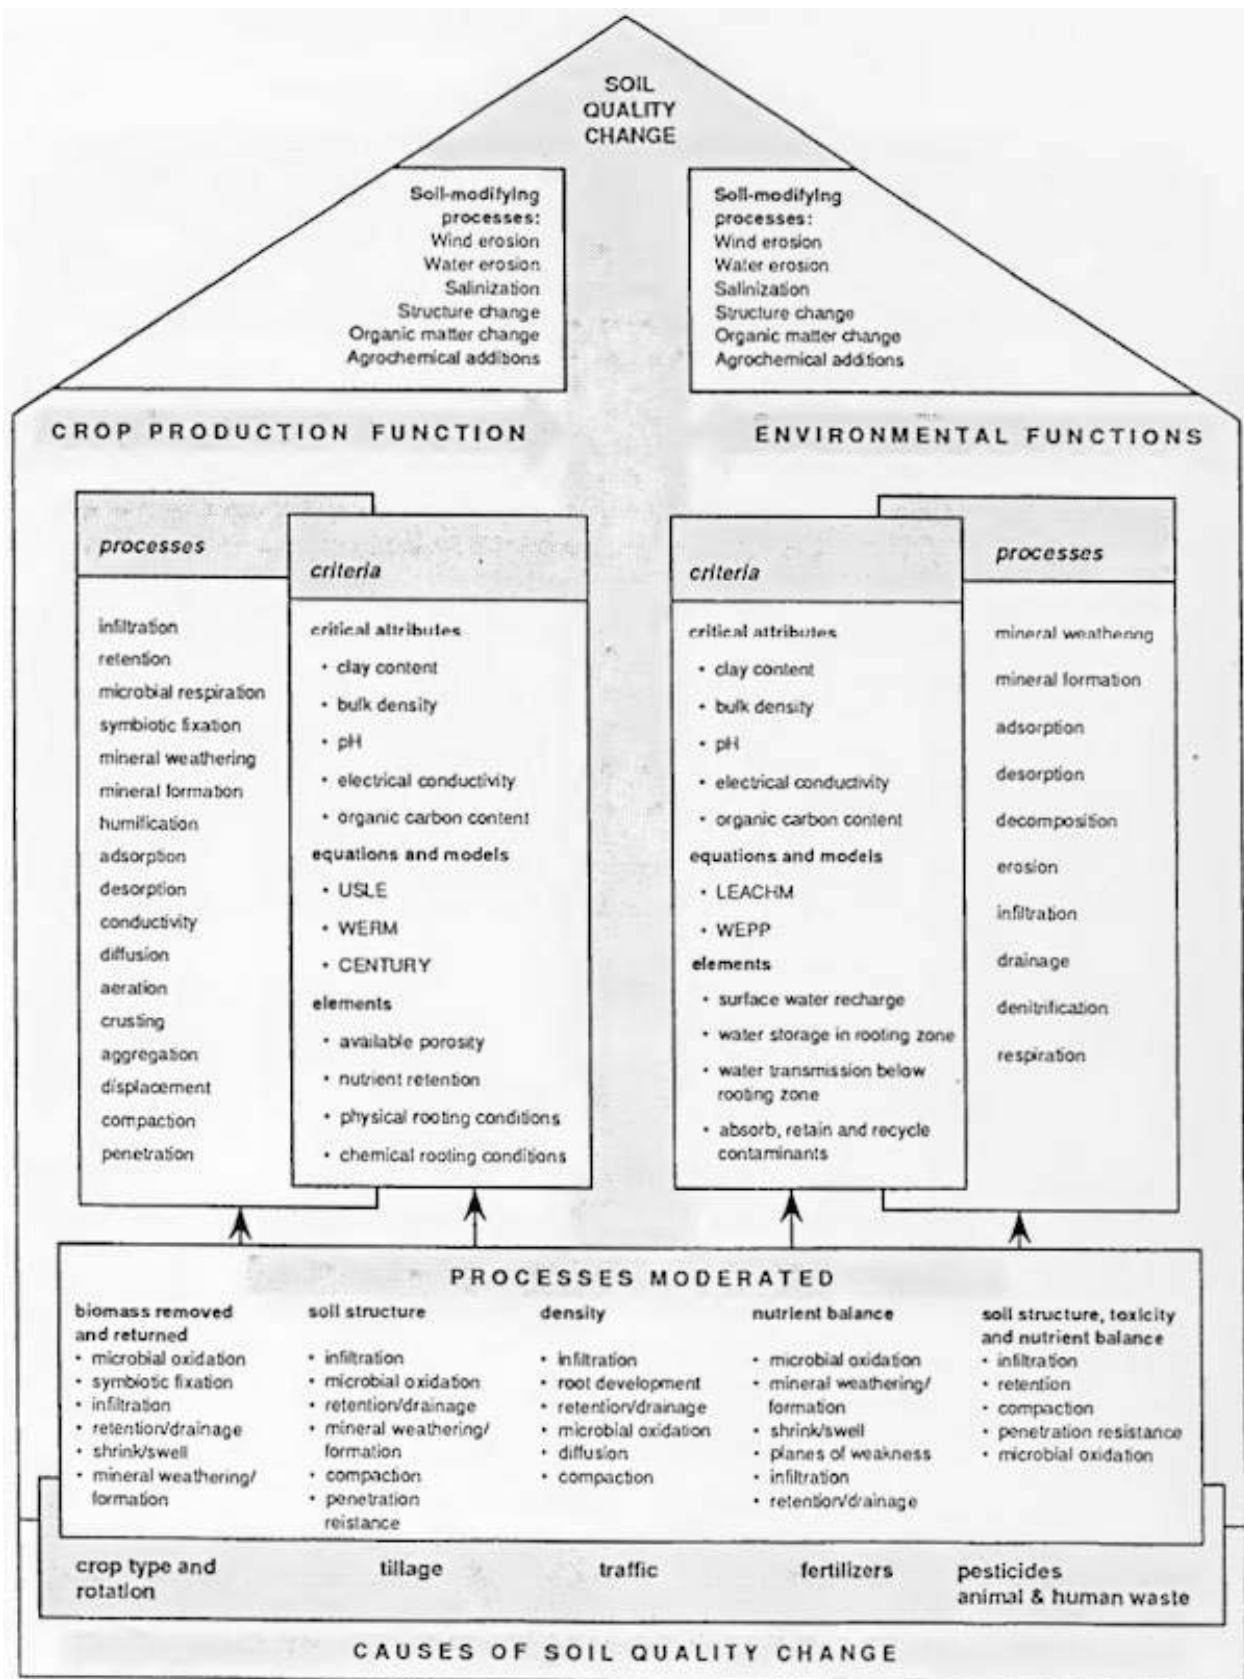 SOIL
QUALITY
CHANGE
Soil-modifying
processes:
Wind erosion
Water erosion
Salinization
Structure change
Organic matter change
Agrochemical additions
Soil-modifying
processes:
Wind erosion
Water erosion
Salinization
Structure change
Organic matter change
Agrochemical additions
CROP PRODUCTION FUNCTION
ENVIRONMENTAL FUNCTIONS
processes
infiltration
retention
microbial respiration
symbiotic fixation
mineral weathering
mineral formation
humification
adsorption
desorption
conductivity
diffusion
aeration
crusting
aggregation
displacement
compaction
penetration
criteria
critical attributes
• clay content
• bulk density
• pH
• electrical conductivity
• organic carbon content
equations and models
• USLE
• WERM
• CENTURY
elements
• available porosity
• nutrient retention
• physical rooting conditions
• chemical rooting conditions
criteria
critical attributes
• clay content
• bulk density
• pH
• electrical conductivity
• organic carbon content
equations and models
• LEACHM
• WEPP
elements
• surface water recharge
• water storage in rooting zone
• water transmission below
rooting zone
• absorb, retain and recycle
contaminants
processes
mineral weathering
mineral formation
adsorption
desorption
decomposition
erosion
infiltration
drainage
denitrification
respiration
PROCESSES MODERATED
biomass removed
and returned
• microbial oxidation
• symbiotic fixation
• infiltration
• retention/drainage
• shrink/swell
• mineral weathering/
formation
soil structure
• infiltration
• microbial oxidation
• retention/drainage
• mineral weathering/
formation
• compaction
• penetration
reistance
density
• infiltration
• root development
• retention/drainage
• microbial oxidation
• diffusion
• compaction
nutrient balance
• microbial oxidation
• mineral weathering/
formation
• shrink/swell
• planes of weakness
• infiltration
• retention/drainage
soil structure, toxicity
and nutrient balance
• infiltration
• retention
• compaction
• penetration resistance
• microbial oxidation
crop type and
rotation
tillage
traffic
fertilizers
pesticides
animal & human waste
CAUSES OF SOIL QUALITY CHANGE